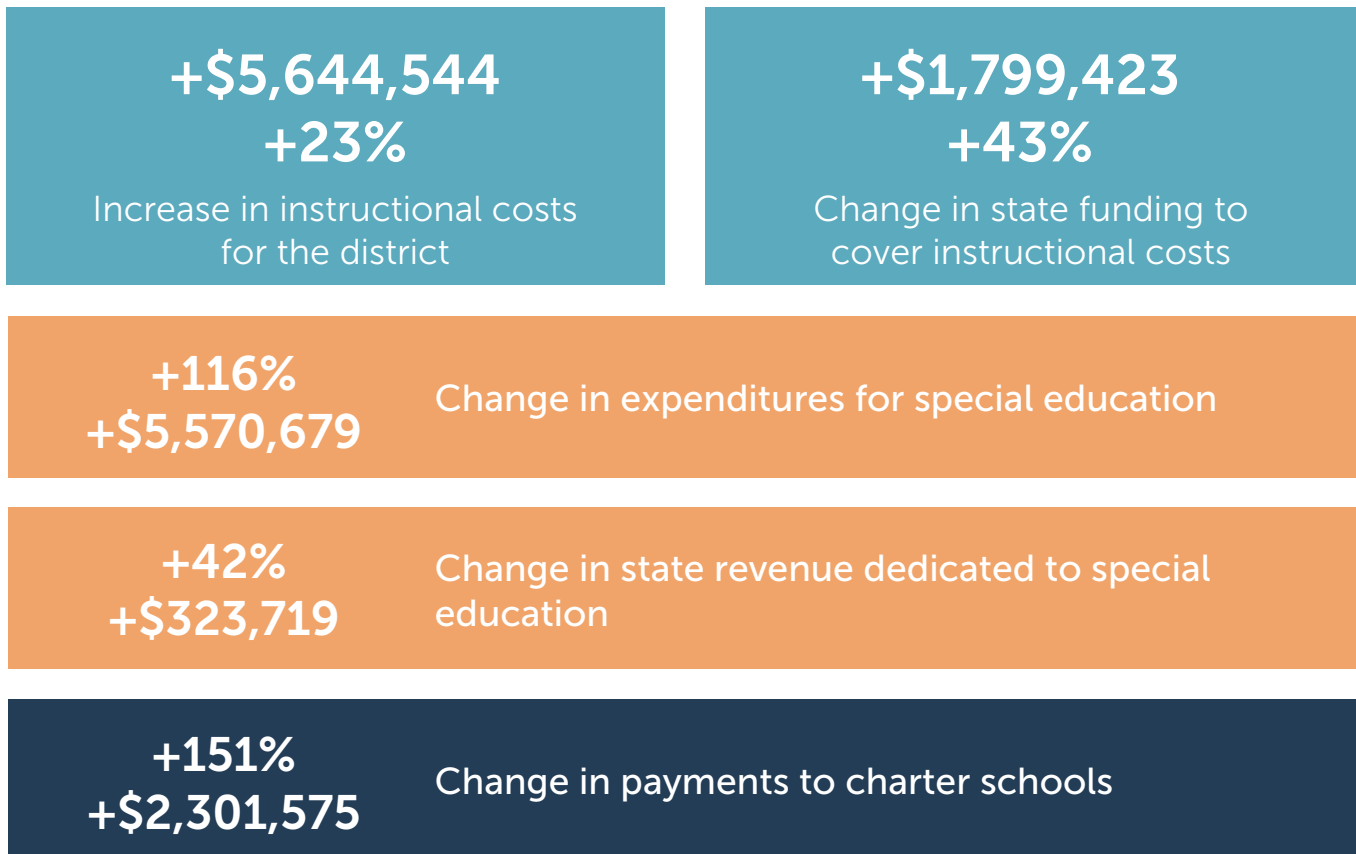 +$5,644,544
+23%
Increase in instructional costs
for the district
+$1,799,423
+43%
Change in state funding to
cover instructional costs
+116%
+$5,570,679
Change in expenditures for special education
+42%
+$323,719
Change in state revenue dedicated to special
education
+151%
+$2,301,575
Change in payments to charter schools